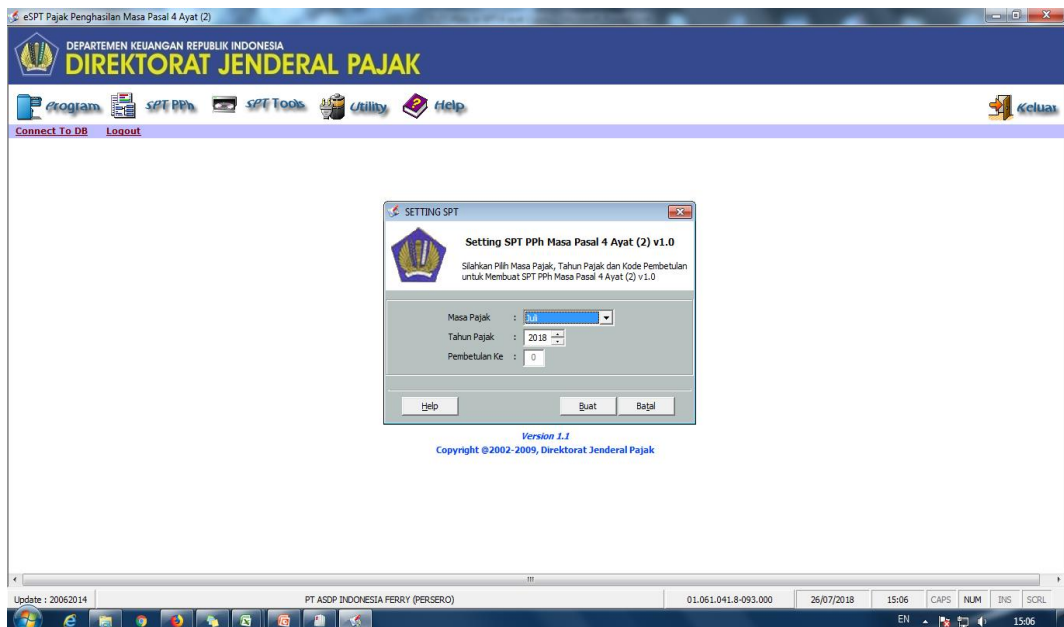 eSPT Pajak Penghasilan Masa Pasal 4 Ayat (2)
DEPARTEMEN KEUANGAN REPUBLIK INDONESIA
DIREKTORAT JENDERAL PAJAK
Program SPT PPh SPT Tools Utility Help Keluar
Connect To DB Logout
SETTING SPT
Setting SPT PPh Masa Pasal 4 Ayat (2) v1.0
Silahkan Pilih Masa Pajak, Tahun Pajak dan Kode Pembetulan
untuk Membuat SPT PPh Masa Pasal 4 Ayat (2) v1.0
Masa Pajak : Juli
Tahun Pajak : 2018
Pembetulan Ke : 0
Help Buat Batal
Version 1.1
Copyright @2002-2009, Direktorat Jenderal Pajak
Update : 20062014 PT ASDP INDONESIA FERRY (PERSERO) 01.061.041.8-093.000 26/07/2018 15:06 CAPS NUM INS SCRL
EN 15:06